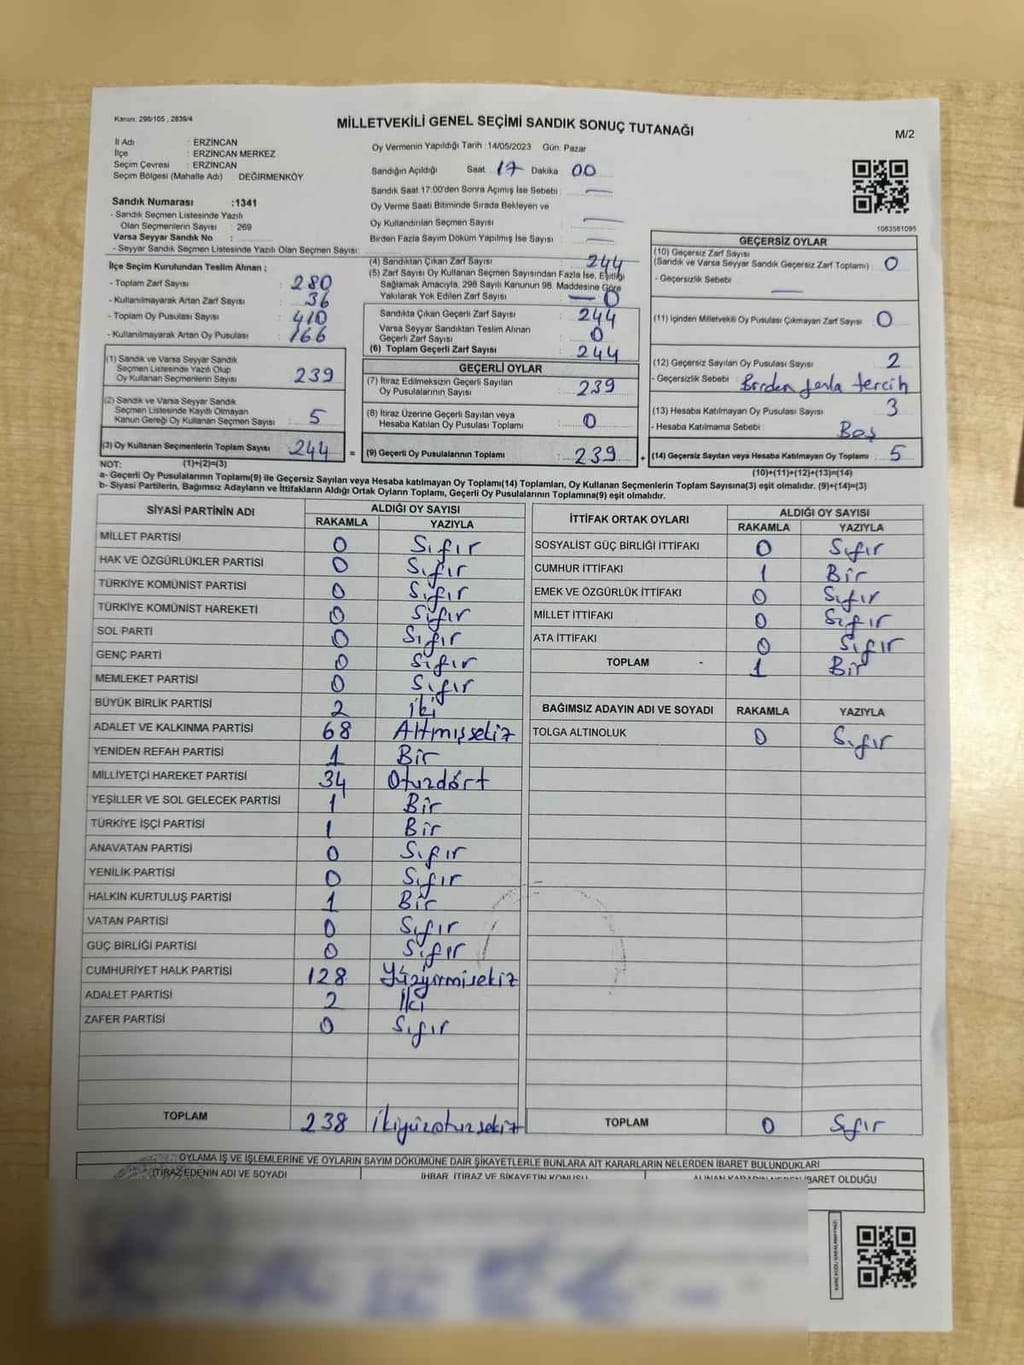 Kanun: 298/105 ; 2839/4
MİLLETVEKİLİ GENEL SEÇİMİ SANDIK SONUÇ TUTANAĞI
M/2
İl Adı : ERZİNCAN
İlçe : ERZİNCAN MERKEZ
Seçim Çevresi : ERZİNCAN
Seçim Bölgesi (Mahalle Adı) : DEĞİRMENKÖY
Sandık Numarası :1341
- Sandık Seçmen Listesinde Yazılı
Olan Seçmenlerin Sayısı : 269
Varsa Seyyar Sandık No :
- Seyyar Sandık Seçmen Listesinde Yazılı Olan Seçmen Sayısı:
Oy Vermenin Yapıldığı Tarih :14/05/2023 Gün: Pazar
Sandığın Açıldığı Saat 17 Dakika 00
Sandık Saat 17:00'den Sonra Açımış İse Sebebi : —
Oy Verme Saati Bitiminde Sırada Bekleyen ve
Oy Kullandırılan Seçmen Sayısı : —
Birden Fazla Sayım Döküm Yapılmış İse Sayısı : —
1063581095
İlçe Seçim Kurulundan Teslim Alınan ;
- Toplam Zarf Sayısı : 280
- Kullanılmayarak Artan Zarf Sayısı : 36
- Toplam Oy Pusulası Sayısı : 410
- Kullanılmayarak Artan Oy Pusulası : 166
(4) Sandıktan Çıkan Zarf Sayısı : 244
(5) Zarf Sayısı Oy Kullanan Seçmen Sayısından Fazla İse, Eşitliği
Sağlamak Amacıyla, 298 Sayılı Kanunun 98. Maddesine Göre
Yakılarak Yok Edilen Zarf Sayısı : — 0
Sandıkta Çıkan Geçerli Zarf Sayısı : 244
Varsa Seyyar Sandıktan Teslim Alınan
Geçerli Zarf Sayısı : 0
(6) Toplam Geçerli Zarf Sayısı : 244
GEÇERSİZ OYLAR
(10) Geçersiz Zarf Sayısı
(Sandık ve Varsa Seyyar Sandık Geçersiz Zarf Toplamı) : 0
- Geçersizlik Sebebi : —
(11) İçinden Milletvekili Oy Pusulası Çıkmayan Zarf Sayısı : 0
(12) Geçersiz Sayılan Oy Pusulası Sayısı : 2
- Geçersizlik Sebebi : Birden fazla tercih
(13) Hesaba Katılmayan Oy Pusulası Sayısı : 3
- Hesaba Katılmama Sebebi : Boş
(14) Geçersiz Sayılan veya Hesaba Katılmayan Oy Toplamı : 5
(10)+(11)+(12)+(13)=(14)
(1) Sandık ve Varsa Seyyar Sandık
Seçmen Listesinde Yazılı Olup
Oy Kullanan Seçmenlerin Sayısı : 239
(2) Sandık ve Varsa Seyyar Sandık
Seçmen Listesinde Kayıtlı Olmayan
Kanun Gereği Oy Kullanan Seçmen Sayısı : 5
(3) Oy Kullanan Seçmenlerin Toplam Sayısı : 244 =
GEÇERLİ OYLAR
(7) İtiraz Edilmeksizin Geçerli Sayılan
Oy Pusulalarının Sayısı : 239
(8) İtiraz Üzerine Geçerli Sayılan veya
Hesaba Katılan Oy Pusulası Toplamı : 0
(9) Geçerli Oy Pusulalarının Toplamı : 239 +
NOT: (1)+(2)=(3)
a- Geçerli Oy Pusulalarının Toplamı(9) ile Geçersiz Sayılan veya Hesaba katılmayan Oy Toplamı(14) Toplamları, Oy Kullanan Seçmenlerin Toplam Sayısına(3) eşit olmalıdır. (9)+(14)=(3)
b- Siyasi Partilerin, Bağımsız Adayların ve İttifakların Aldığı Ortak Oyların Toplamı, Geçerli Oy Pusulalarının Toplamına(9) eşit olmalıdır.
SİYASİ PARTİNİN ADI ALDIĞI OY SAYISI
RAKAMLA YAZIYLA
MİLLET PARTİSİ 0 Sıfır
HAK VE ÖZGÜRLÜKLER PARTİSİ 0 Sıfır
TÜRKİYE KOMÜNİST PARTİSİ 0 Sıfır
TÜRKİYE KOMÜNİST HAREKETİ 0 Sıfır
SOL PARTİ 0 Sıfır
GENÇ PARTİ 0 Sıfır
MEMLEKET PARTİSİ 0 Sıfır
BÜYÜK BİRLİK PARTİSİ 2 iki
ADALET VE KALKINMA PARTİSİ 68 Altmışsekiz
YENİDEN REFAH PARTİSİ 1 Bir
MİLLİYETÇİ HAREKET PARTİSİ 34 Otuzdört
YEŞİLLER VE SOL GELECEK PARTİSİ 1 Bir
TÜRKİYE İŞÇİ PARTİSİ 1 Bir
ANAVATAN PARTİSİ 0 Sıfır
YENİLİK PARTİSİ 0 Sıfır
HALKIN KURTULUŞ PARTİSİ 1 Bir
VATAN PARTİSİ 0 Sıfır
GÜÇ BİRLİĞİ PARTİSİ 0 Sıfır
CUMHURİYET HALK PARTİSİ 128 Yüzyirmisekiz
ADALET PARTİSİ 2 İki
ZAFER PARTİSİ 0 Sıfır
TOPLAM 238 İkiyüzotuzsekiz
İTTİFAK ORTAK OYLARI ALDIĞI OY SAYISI
RAKAMLA YAZIYLA
SOSYALİST GÜÇ BİRLİĞİ İTTİFAKI 0 Sıfır
CUMHUR İTTİFAKI 1 Bir
EMEK VE ÖZGÜRLÜK İTTİFAKI 0 Sıfır
MİLLET İTTİFAKI 0 Sıfır
ATA İTTİFAKI 0 Sıfır
TOPLAM - 1 Bir
BAĞIMSIZ ADAYIN ADI VE SOYADI RAKAMLA YAZIYLA
TOLGA ALTINOLUK 0 Sıfır
TOPLAM 0 Sıfır
OYLAMA İŞ VE İŞLEMLERİNE VE OYLARIN SAYIM DÖKÜMÜNE DAİR ŞİKAYETLERLE BUNLARA AİT KARARLARIN NELERDEN İBARET BULUNDUKLARI
İTİRAZ EDENİN ADI VE SOYADI
İHBAR, İTİRAZ VE ŞİKAYETİN KONUSU
ALINAN KARARIN NEDEN İBARET OLDUĞU